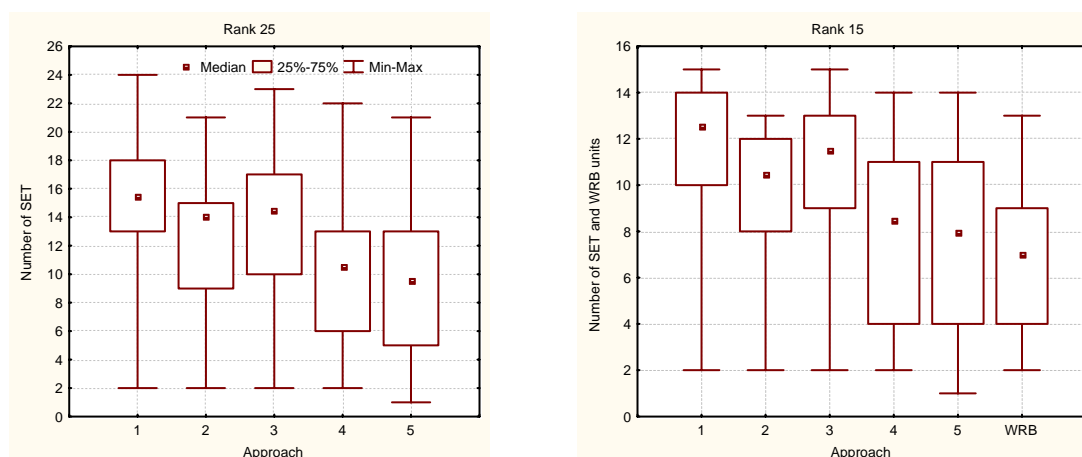 Rank 25
26
24
22
20
18
16
14
12
10
8
6
4
2
0
Number of SET
Median 25%-75% Min-Max
1 2 3 4 5
Approach
Rank 15
16
14
12
10
8
6
4
2
0
Number of SET and WRB units
1 2 3 4 5 WRB
Approach